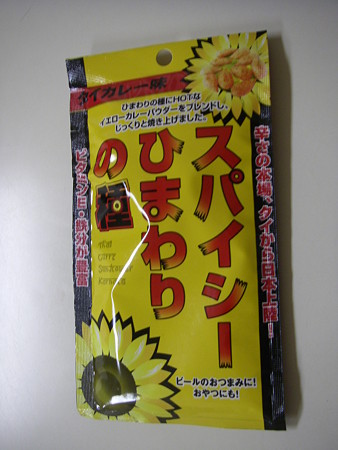 タイカレー味
ひまわりの種にHOTな
イエローカレーパウダーをブレンドし、
じっくりと焼き上げました。
辛さの本場、タイから日本上陸!!
スパイシー
ひまわり
の種
ビタミンE・鉄分が豊富
Thai
Curry
Sunflower
ビールのおつまみに!
おやつにも!